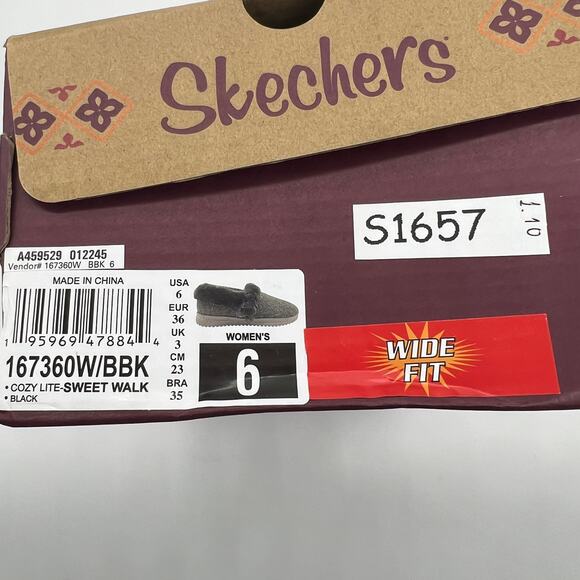 Skechers
S1657
1.10
A459529 012245
Vendor# 167360W BBK 6
MADE IN CHINA
1 95969 47884 4
167360W/BBK
• COZY LITE-SWEET WALK
• BLACK
USA
6
EUR
36
UK
3
CM
23
BRA
35
WOMEN'S
6
WIDE
FIT